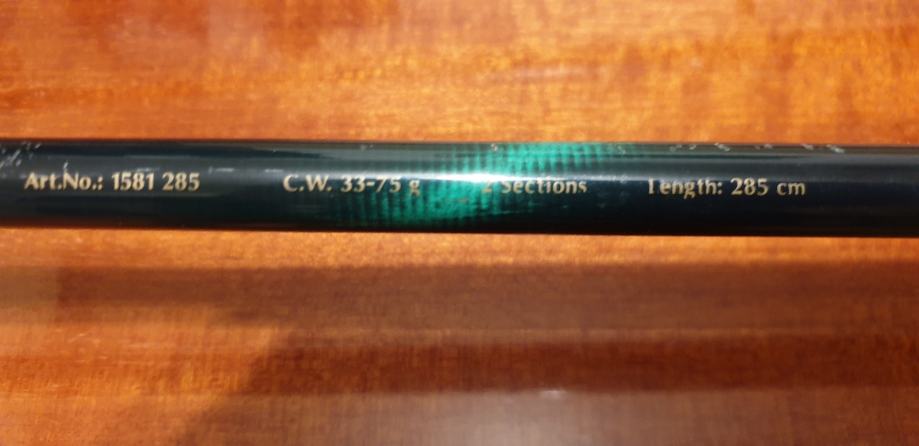 Art.No.: 1581 285 C.W. 33-75 g 2 Sections Length: 285 cm